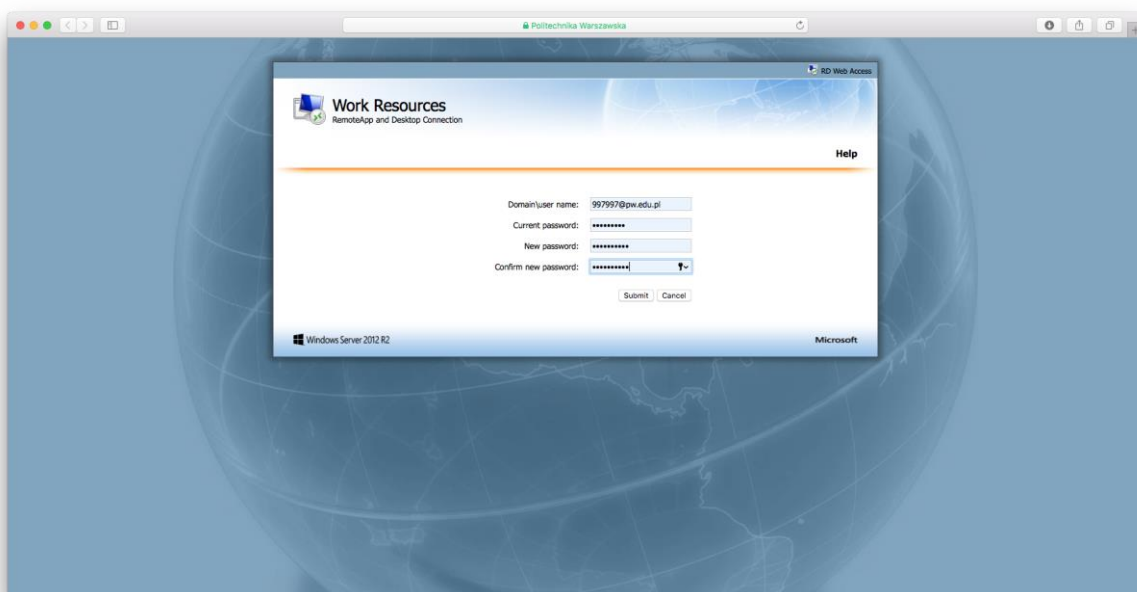 Politechnika Warszawska
RD Web Access
Work Resources
RemoteApp and Desktop Connection
Help
Domain\user name: 997997@pw.edu.pl
Current password: •••••••••
New password: ••••••••••
Confirm new password: ••••••••••
Submit Cancel
Windows Server 2012 R2 Microsoft